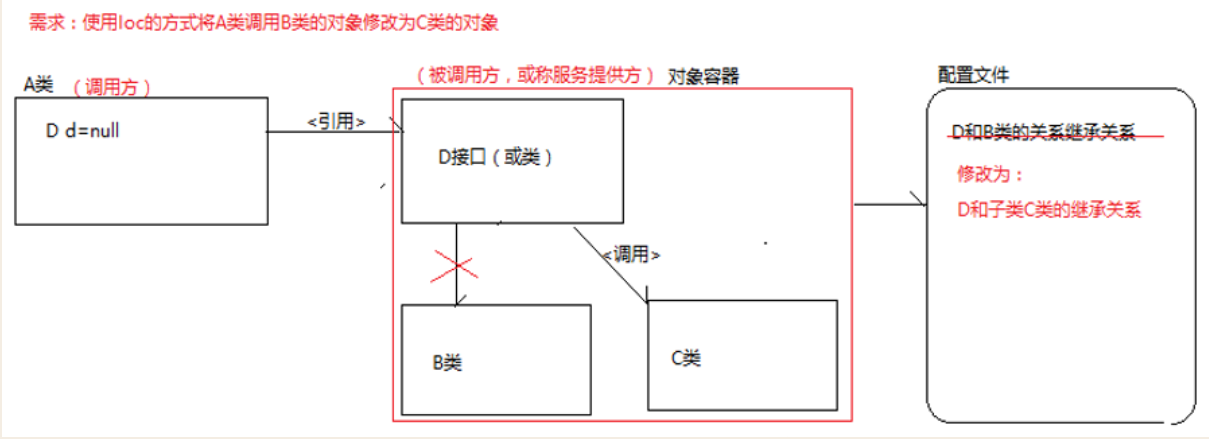 需求：使用Ioc的方式将A类调用B类的对象修改为C类的对象
A类 （调用方）
（被调用方，或称服务提供方） 对象容器
配置文件
D d=null
<引用>
D接口（或类）
D和B类的关系继承关系
修改为：
D和子类C类的继承关系
<调用>
B类
C类